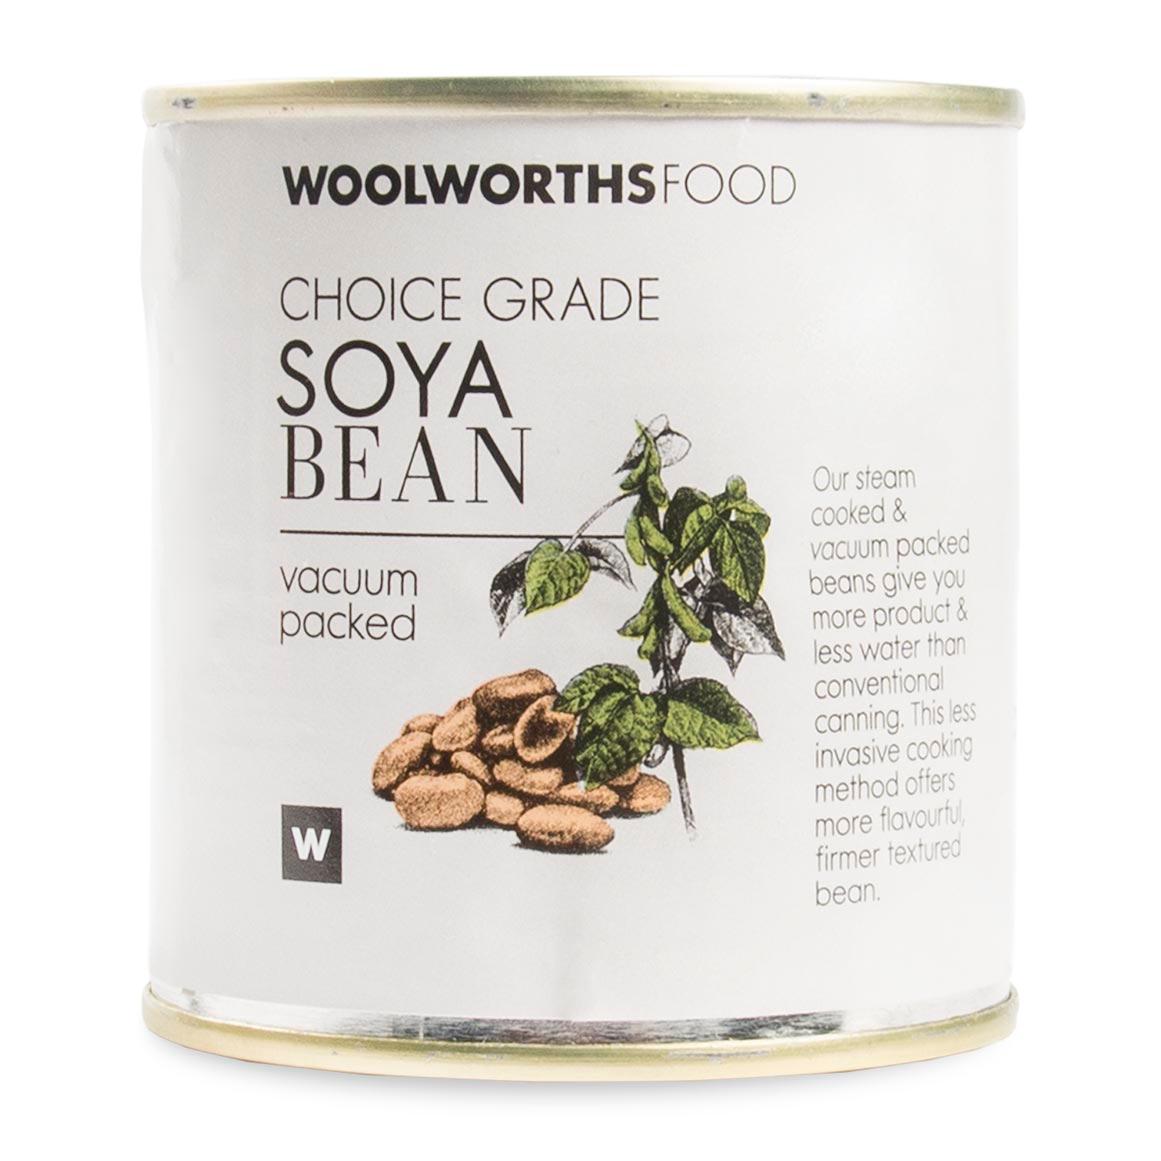 WOOLWORTHSFOOD
CHOICE GRADE
SOYA
BEAN
vacuum
packed
W
Our steam
cooked &
vacuum packed
beans give you
more product &
less water than
conventional
canning. This less
invasive cooking
method offers
more flavourful,
firmer textured
bean.